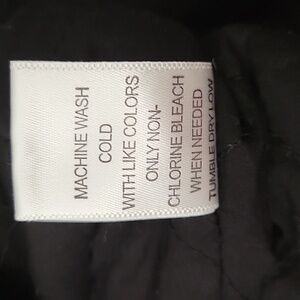 MACHINE WASH
COLD
WITH LIKE COLORS
ONLY NON-
CHLORINE BLEACH
WHEN NEEDED
TUMBLE DRY LOW